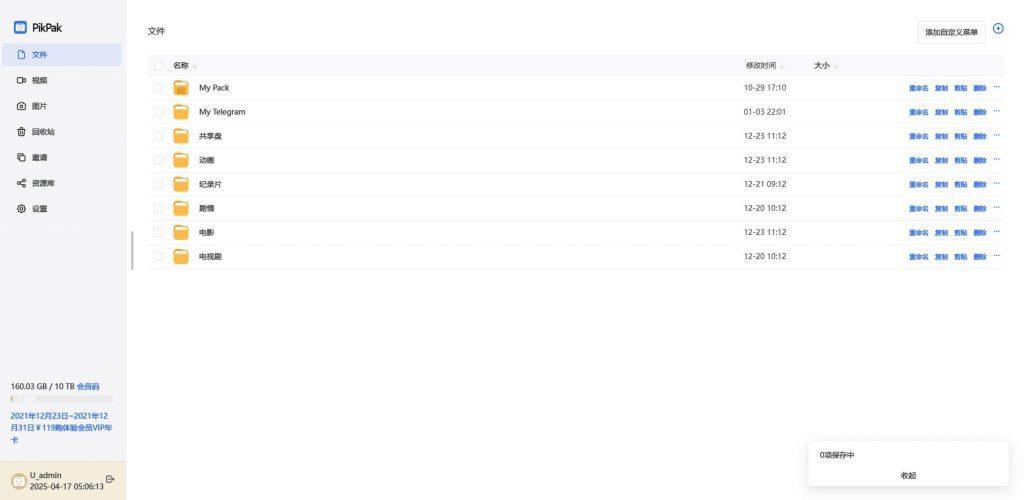 PikPak
文件
视频
图片
回收站
邀请
资源库
设置
160.03 GB / 10 TB 会员码
2021年12月23日~2021年12
月31日￥119购体验会员VIP年
卡
U_admin
2025-04-17 05:06:13
文件
添加自定义菜单
名称 修改时间 大小
My Pack 10-29 17:10 重命名 复制 剪贴 删除 ...
My Telegram 01-03 22:01 重命名 复制 剪贴 删除 ...
共享盘 12-23 11:12 重命名 复制 剪贴 删除 ...
动画 12-23 11:12 重命名 复制 剪贴 删除 ...
纪录片 12-21 09:12 重命名 复制 剪贴 删除 ...
剧情 12-20 10:12 重命名 复制 剪贴 删除 ...
电影 12-23 11:12 重命名 复制 剪贴 删除 ...
电视剧 12-20 10:12 重命名 复制 剪贴 删除 ...
0项保存中
收起